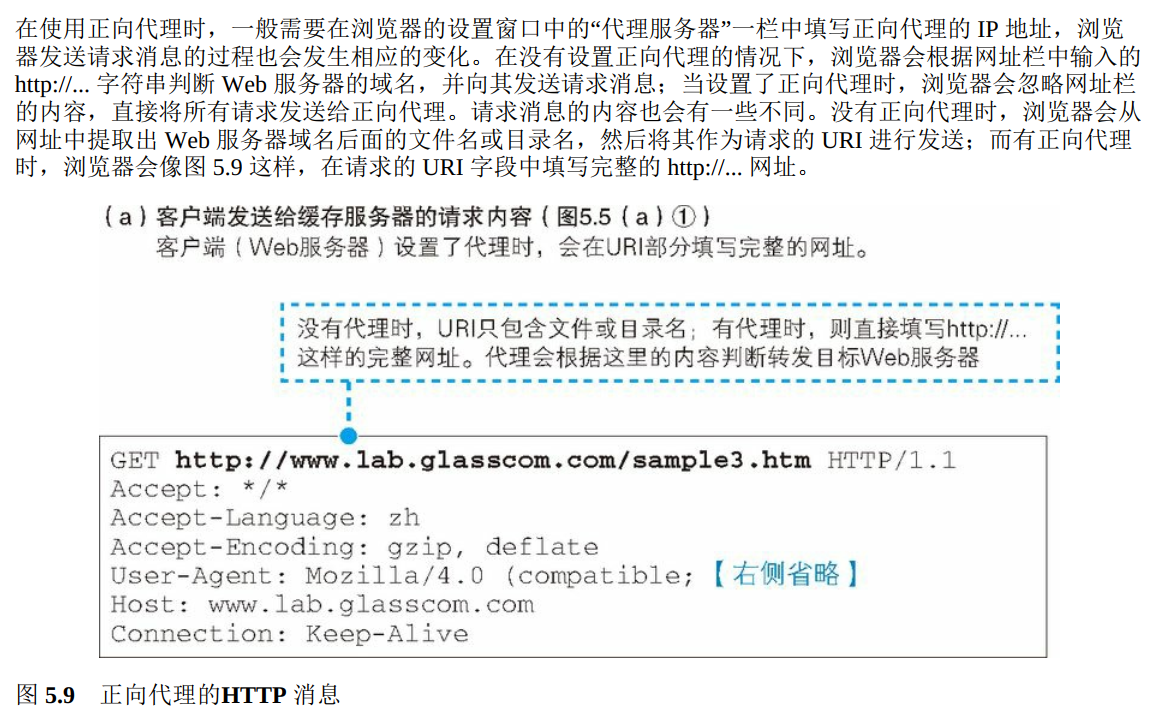 在使用正向代理时，一般需要在浏览器的设置窗口中的“代理服务器”一栏中填写正向代理的 IP 地址，浏览
器发送请求消息的过程也会发生相应的变化。在没有设置正向代理的情况下，浏览器会根据网址栏中输入的
http://... 字符串判断 Web 服务器的域名，并向其发送请求消息；当设置了正向代理时，浏览器会忽略网址栏
的内容，直接将所有请求发送给正向代理。请求消息的内容也会有一些不同。没有正向代理时，浏览器会从
网址中提取出 Web 服务器域名后面的文件名或目录名，然后将其作为请求的 URI 进行发送；而有正向代理
时，浏览器会像图 5.9 这样，在请求的 URI 字段中填写完整的 http://... 网址。
（a）客户端发送给缓存服务器的请求内容（图5.5（a）①）
客户端（Web服务器）设置了代理时，会在URI部分填写完整的网址。
没有代理时，URI只包含文件或目录名；有代理时，则直接填写http://...
这样的完整网址。代理会根据这里的内容判断转发目标Web服务器
GET http://www.lab.glasscom.com/sample3.htm HTTP/1.1
Accept: */*
Accept-Language: zh
Accept-Encoding: gzip, deflate
User-Agent: Mozilla/4.0 (compatible; 【右侧省略】
Host: www.lab.glasscom.com
Connection: Keep-Alive
图 5.9 正向代理的HTTP 消息